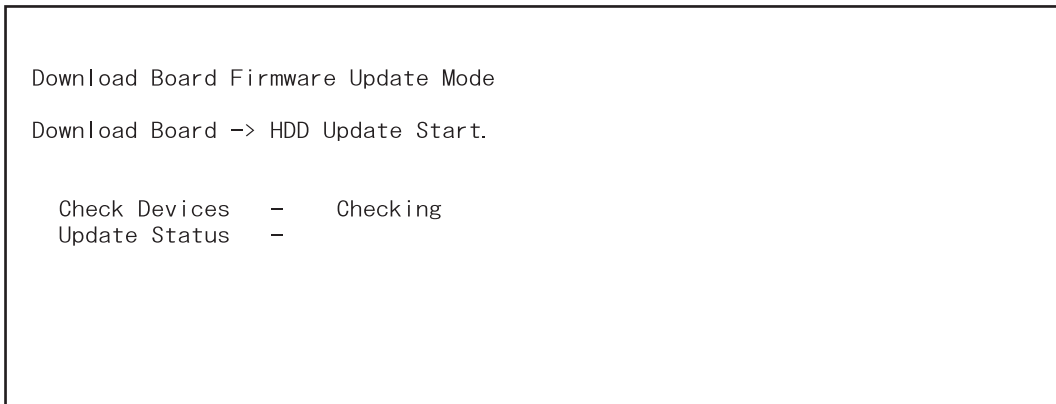 Download Board Firmware Update Mode
Download Board -> HDD Update Start.
Check Devices   -    Checking
Update Status   -